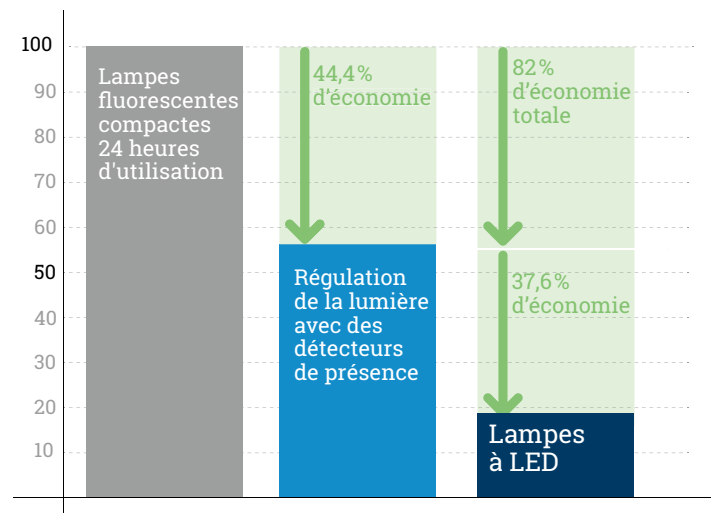 100
90
80
70
60
50
40
30
20
10
Lampes
fluorescentes
compactes
24 heures
d'utilisation
44,4%
d’économie
Régulation
de la lumière
avec des
détecteurs
de présence
82%
d’économie
totale
37,6%
d’économie
Lampes
à LED